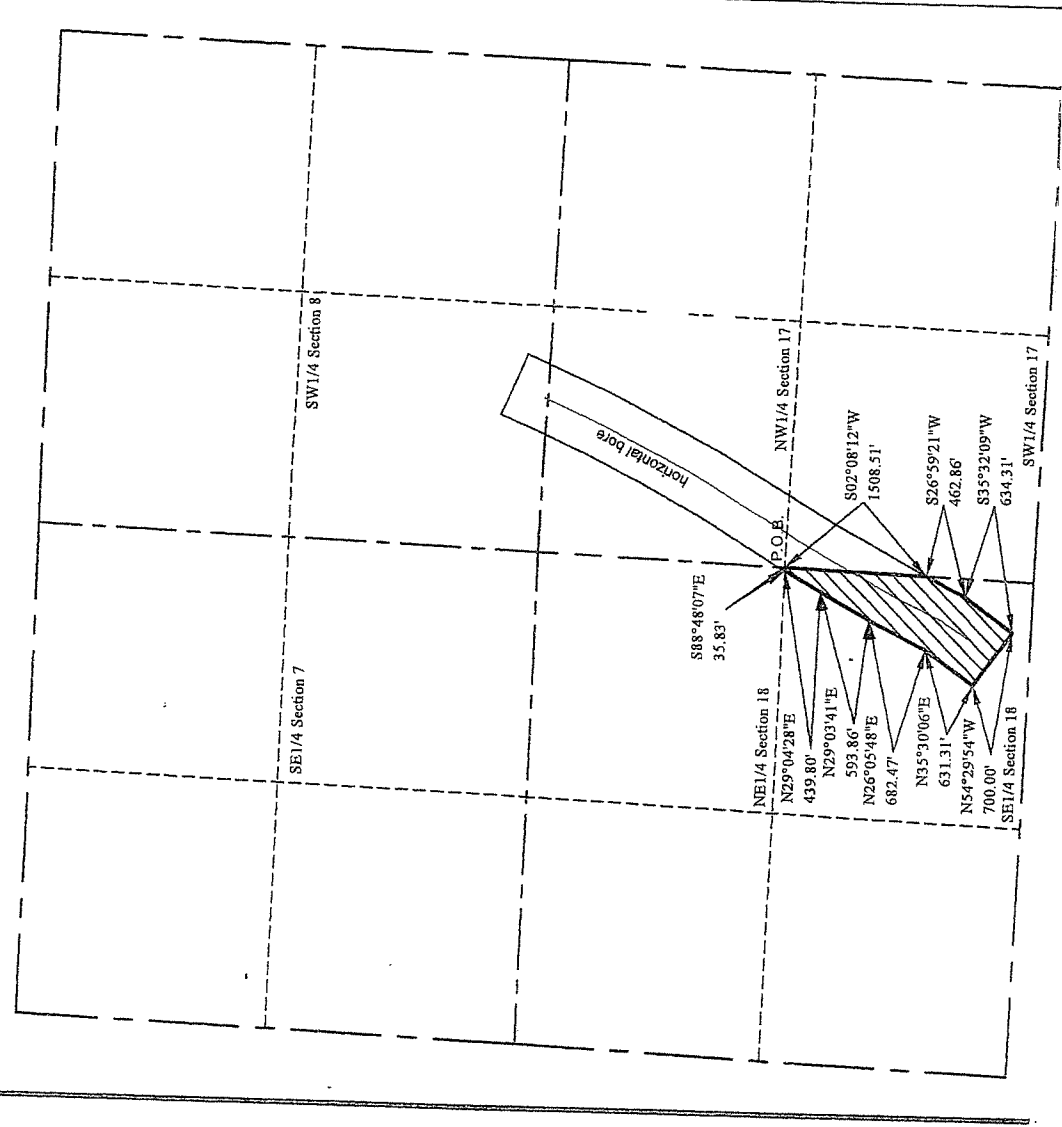 SW1/4 Section 8
SE1/4 Section 7
horizontal bore
NW1/4 Section 17
P.O.B.
S88°48'07"E
35.83'
NE1/4 Section 18
N29°04'28"E
439.80'
N29°03'41"E
593.86'
N26°05'48"E
682.47'
N35°30'06"E
631.31'
N54°29'54"W
700.00'
SE1/4 Section 18
S02°08'12"W
1508.51'
S26°59'21"W
462.86'
S35°32'09"W
634.31'
SW1/4 Section 17